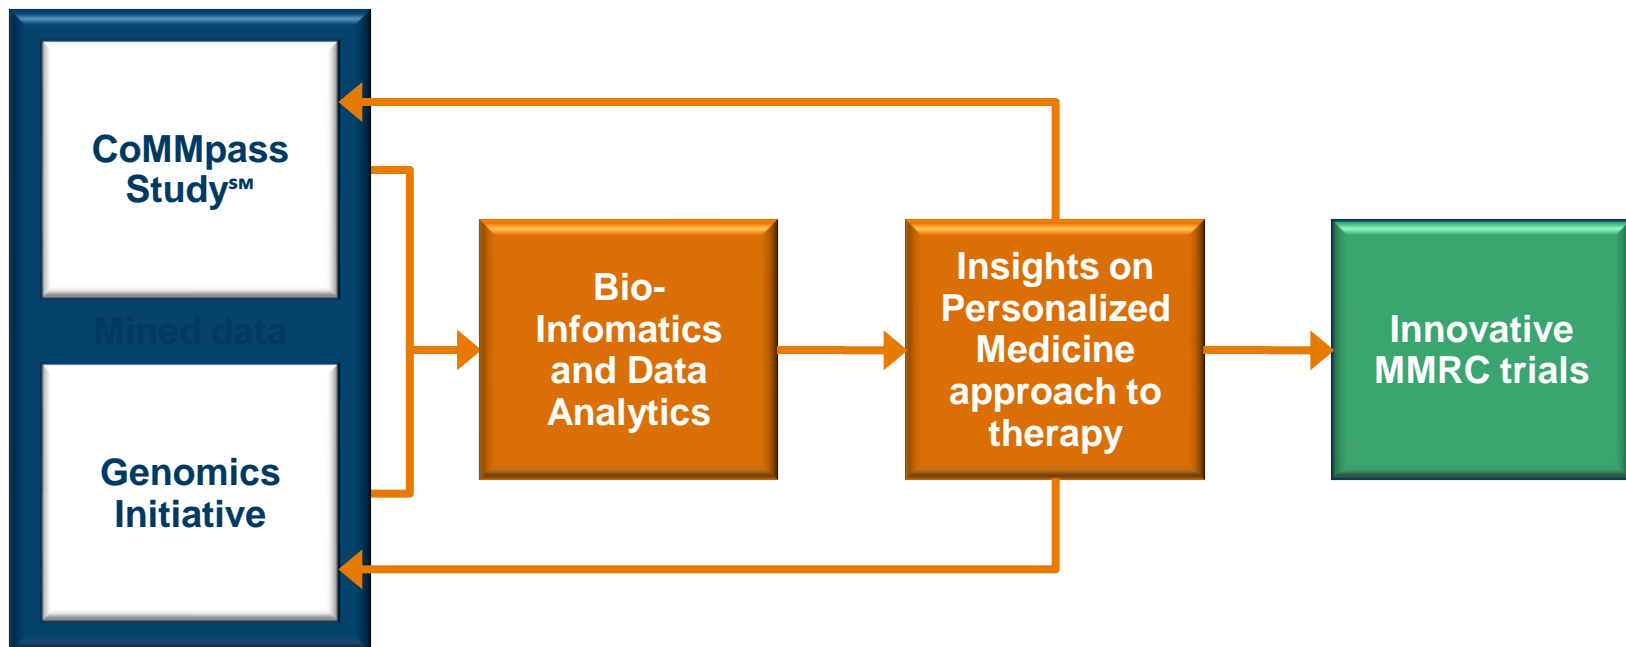 CoMMpass
Study℠
Mined data
Genomics
Initiative
Bio-
Infomatics
and Data
Analytics
Insights on
Personalized
Medicine
approach to
therapy
Innovative
MMRC trials